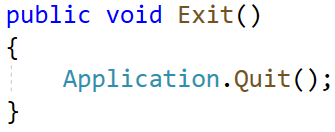 public void Exit()
{
    Application.Quit();
}